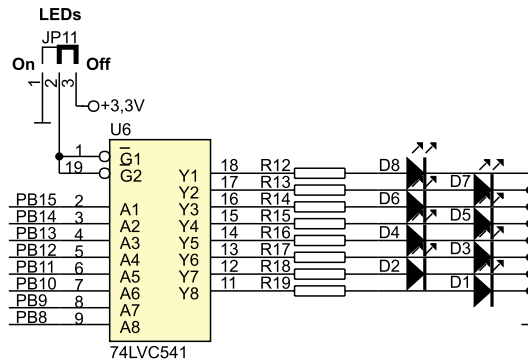 LEDs
JP11
On
Off
1
2
3
+3,3V
U6
1
G1
19
G2
Y1
18
R12
D8
Y2
17
R13
D7
PB15
2
A1
Y3
16
R14
D6
PB14
3
A2
Y4
15
R15
D5
PB13
4
A3
Y5
14
R16
D4
PB12
5
A4
Y6
13
R17
D3
PB11
6
A5
Y7
12
R18
D2
PB10
7
A6
Y8
11
R19
D1
PB9
8
A7
PB8
9
A8
74LVC541